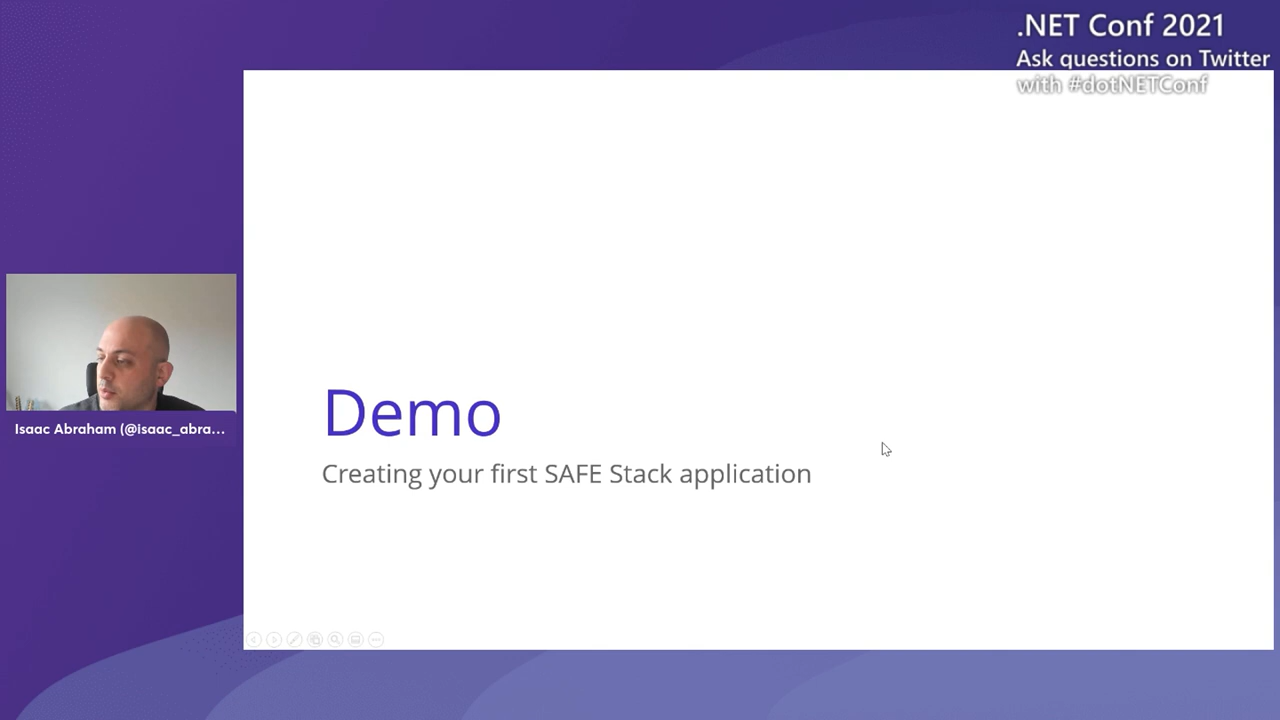 .NET Conf 2021
Ask questions on Twitter
with #dotNETConf
Demo
Creating your first SAFE Stack application
Isaac Abraham (@isaac_abra...